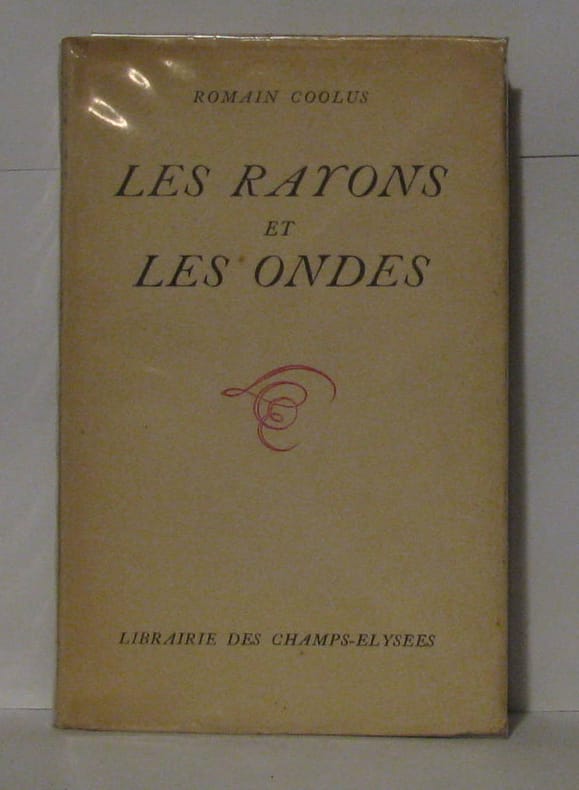 ROMAIN COOLUS
LES RAYONS
ET
LES ONDES
LIBRAIRIE DES CHAMPS-ELYSEES